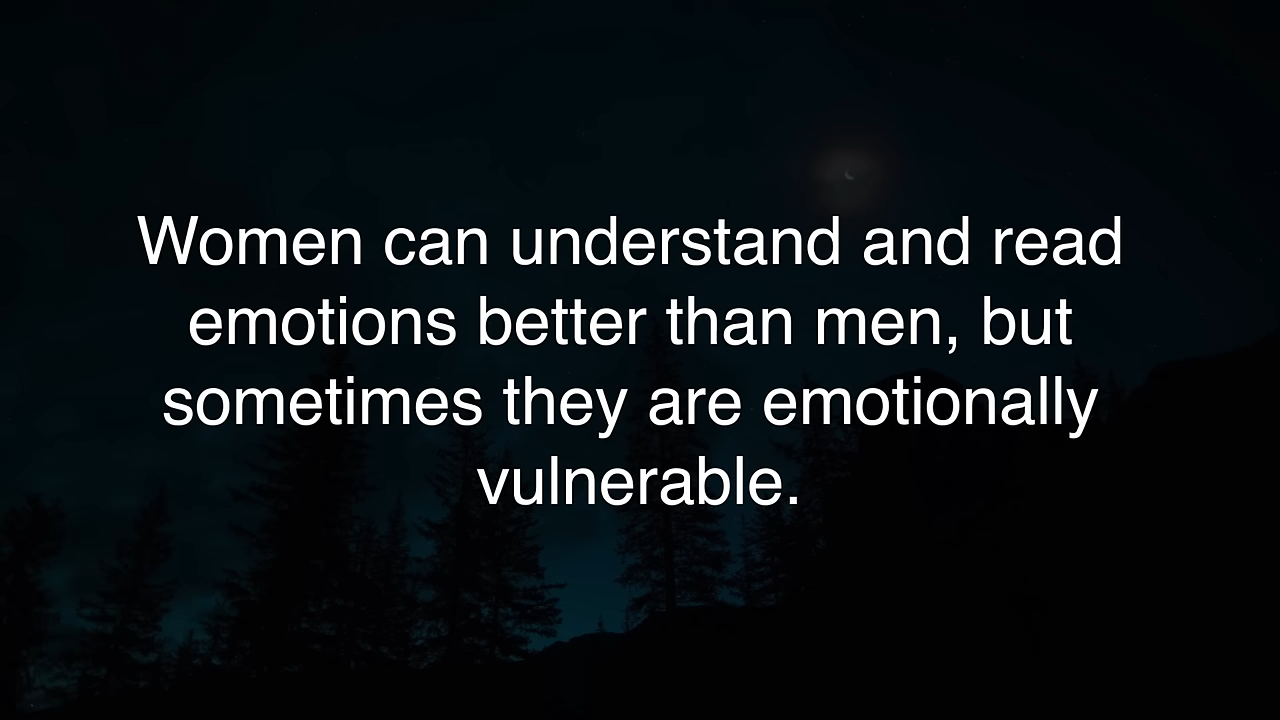 Women can understand and read
emotions better than men, but
sometimes they are emotionally
vulnerable.